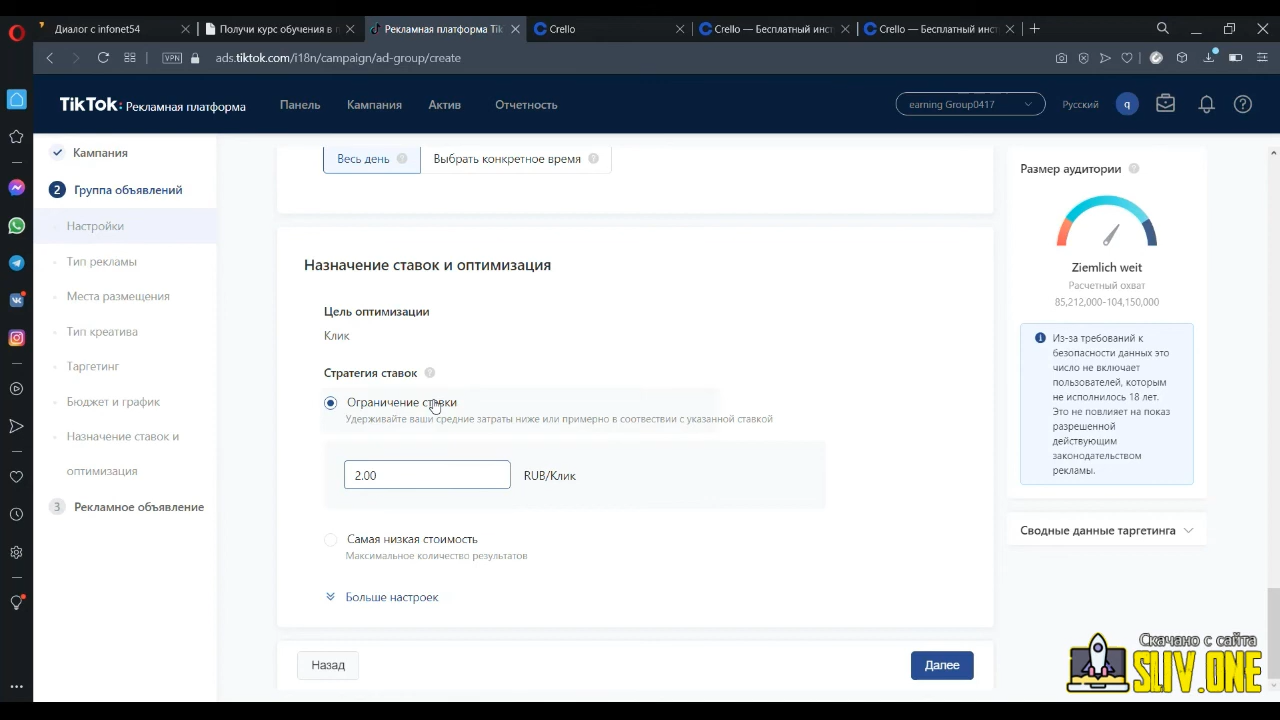 Диалог с infonet54
Получи курс обучения в п
Рекламная платформа Tik
Crello
Crello — Бесплатный инст
Crello — Бесплатный инст
VPN
ads.tiktok.com/i18n/campaign/ad-group/create
TikTok: Рекламная платформа
Панель
Кампания
Актив
Отчетность
earning Group0417
Русский
q
Кампания
2 Группа объявлений
Настройки
Тип рекламы
Места размещения
Тип креатива
Таргетинг
Бюджет и график
Назначение ставок и
оптимизация
3 Рекламное объявление
Весь день
Выбрать конкретное время
Назначение ставок и оптимизация
Цель оптимизации
Клик
Стратегия ставок
Ограничение ставки
Удерживайте ваши средние затраты ниже или примерно в соотвествии с указанной ставкой
2.00 RUB/Клик
Самая низкая стоимость
Максимальное количество результатов
Больше настроек
Назад
Далее
Размер аудитории
Ziemlich weit
Расчетный охват
85,212,000-104,150,000
Из-за требований к
безопасности данных это
число не включает
пользователей, которым
не исполнилось 18 лет.
Это не повлияет на показ
разрешенной
действующим
законодательством
рекламы.
Сводные данные таргетинга
Скачано с сайта
SLIV.ONE